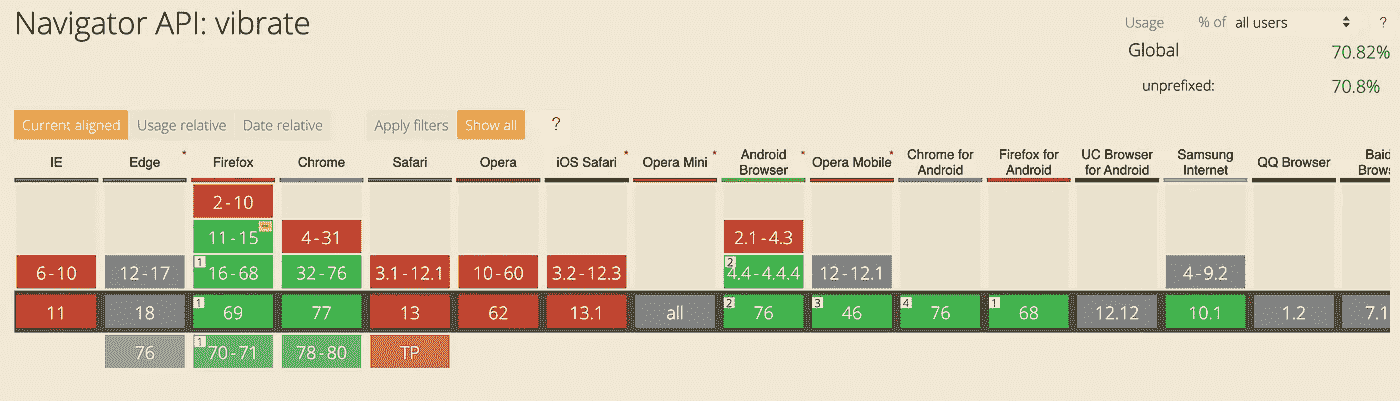 Navigator API: vibrate
Usage % of all users ?
Global 70.82%
unprefixed: 70.8%
Current aligned Usage relative Date relative Apply filters Show all ?
IE Edge * Firefox Chrome Safari Opera iOS Safari * Opera Mini * Android Browser * Opera Mobile * Chrome for Android Firefox for Android UC Browser for Android Samsung Internet QQ Browser Baid Brows
2-10
11-15 4-31 2.1-4.3
6-10 12-17 1 16-68 32-76 3.1-12.1 10-60 3.2-12.3 2 4.4-4.4.4 12-12.1 4-9.2
11 18 1 69 77 13 62 13.1 all 2 76 3 46 4 76 1 68 12.12 10.1 1.2 7.1
76 1 70-71 78-80 TP